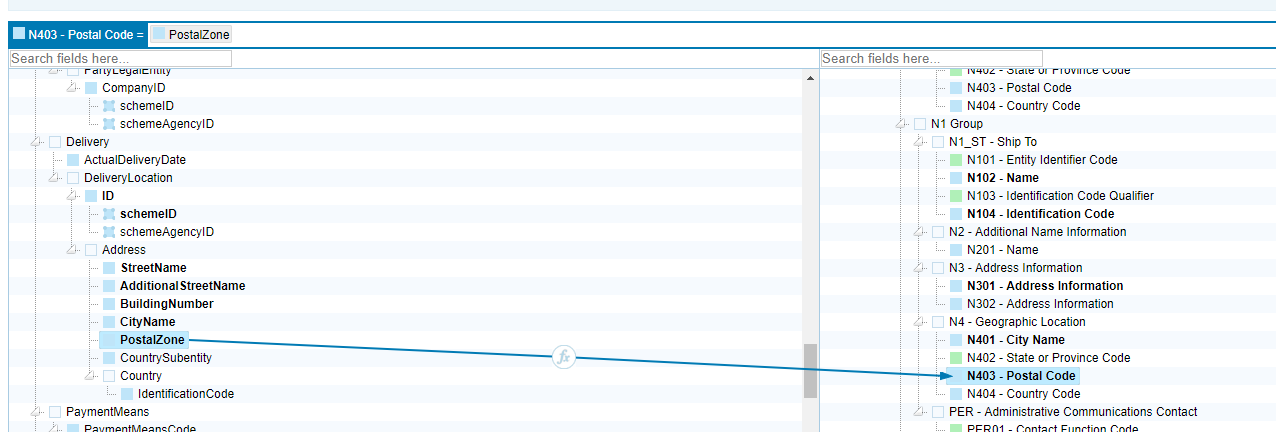 N403 - Postal Code = PostalZone
Search fields here...
PartyLegalEntity
CompanyID
schemeID
schemeAgencyID
Delivery
ActualDeliveryDate
DeliveryLocation
ID
schemeID
schemeAgencyID
Address
StreetName
AdditionalStreetName
BuildingNumber
CityName
PostalZone
CountrySubentity
Country
IdentificationCode
PaymentMeans
PaymentMeansCode
fx
Search fields here...
N402 - State or Province Code
N403 - Postal Code
N404 - Country Code
N1 Group
N1_ST - Ship To
N101 - Entity Identifier Code
N102 - Name
N103 - Identification Code Qualifier
N104 - Identification Code
N2 - Additional Name Information
N201 - Name
N3 - Address Information
N301 - Address Information
N302 - Address Information
N4 - Geographic Location
N401 - City Name
N402 - State or Province Code
N403 - Postal Code
N404 - Country Code
PER - Administrative Communications Contact
PER01 - Contact Function Code